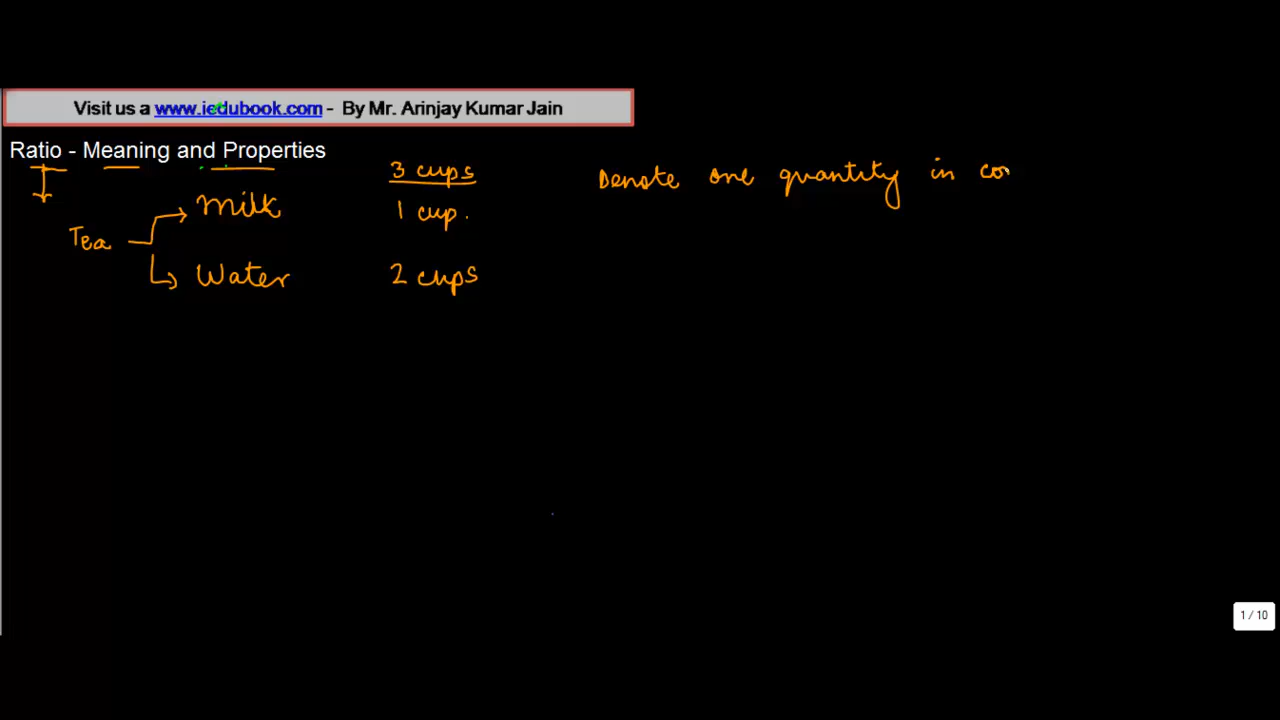 Visit us a www.iedubook.com - By Mr. Arinjay Kumar Jain
Ratio - Meaning and Properties
3 cups
Denote one quantity in co
Milk 1 cup.
Tea
Water 2 cups
1 / 10